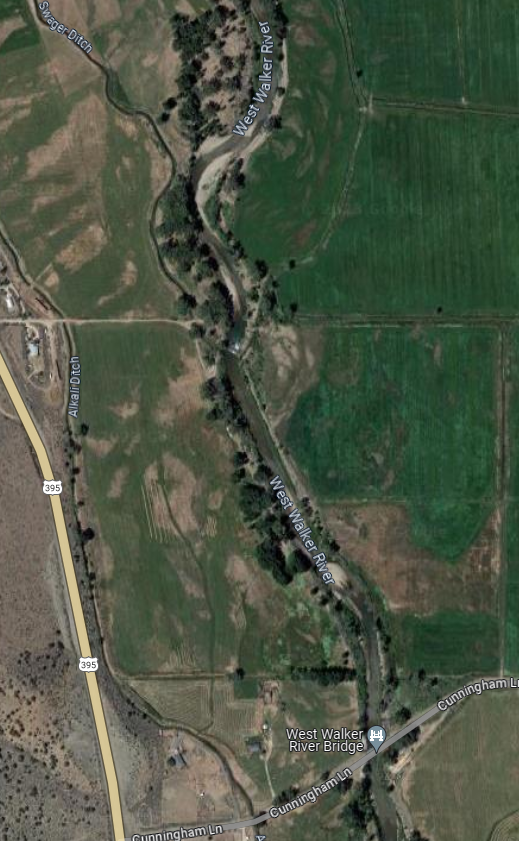 Swager Ditch
West Walker River
Alkali Ditch
395
West Walker River
395
Cunningham Ln
West Walker
River Bridge
Cunningham Ln
Cunningham Ln
A